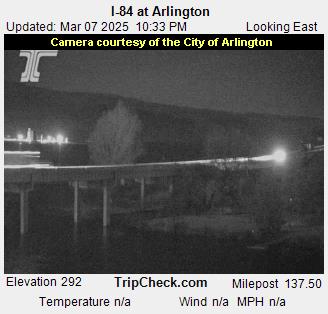 I-84 at Arlington
Updated: Mar 07 2025 10:33 PM Looking East
Camera courtesy of the City of Arlington
Elevation 292 TripCheck.com Milepost 137.50
Temperature n/a Wind n/a MPH n/a